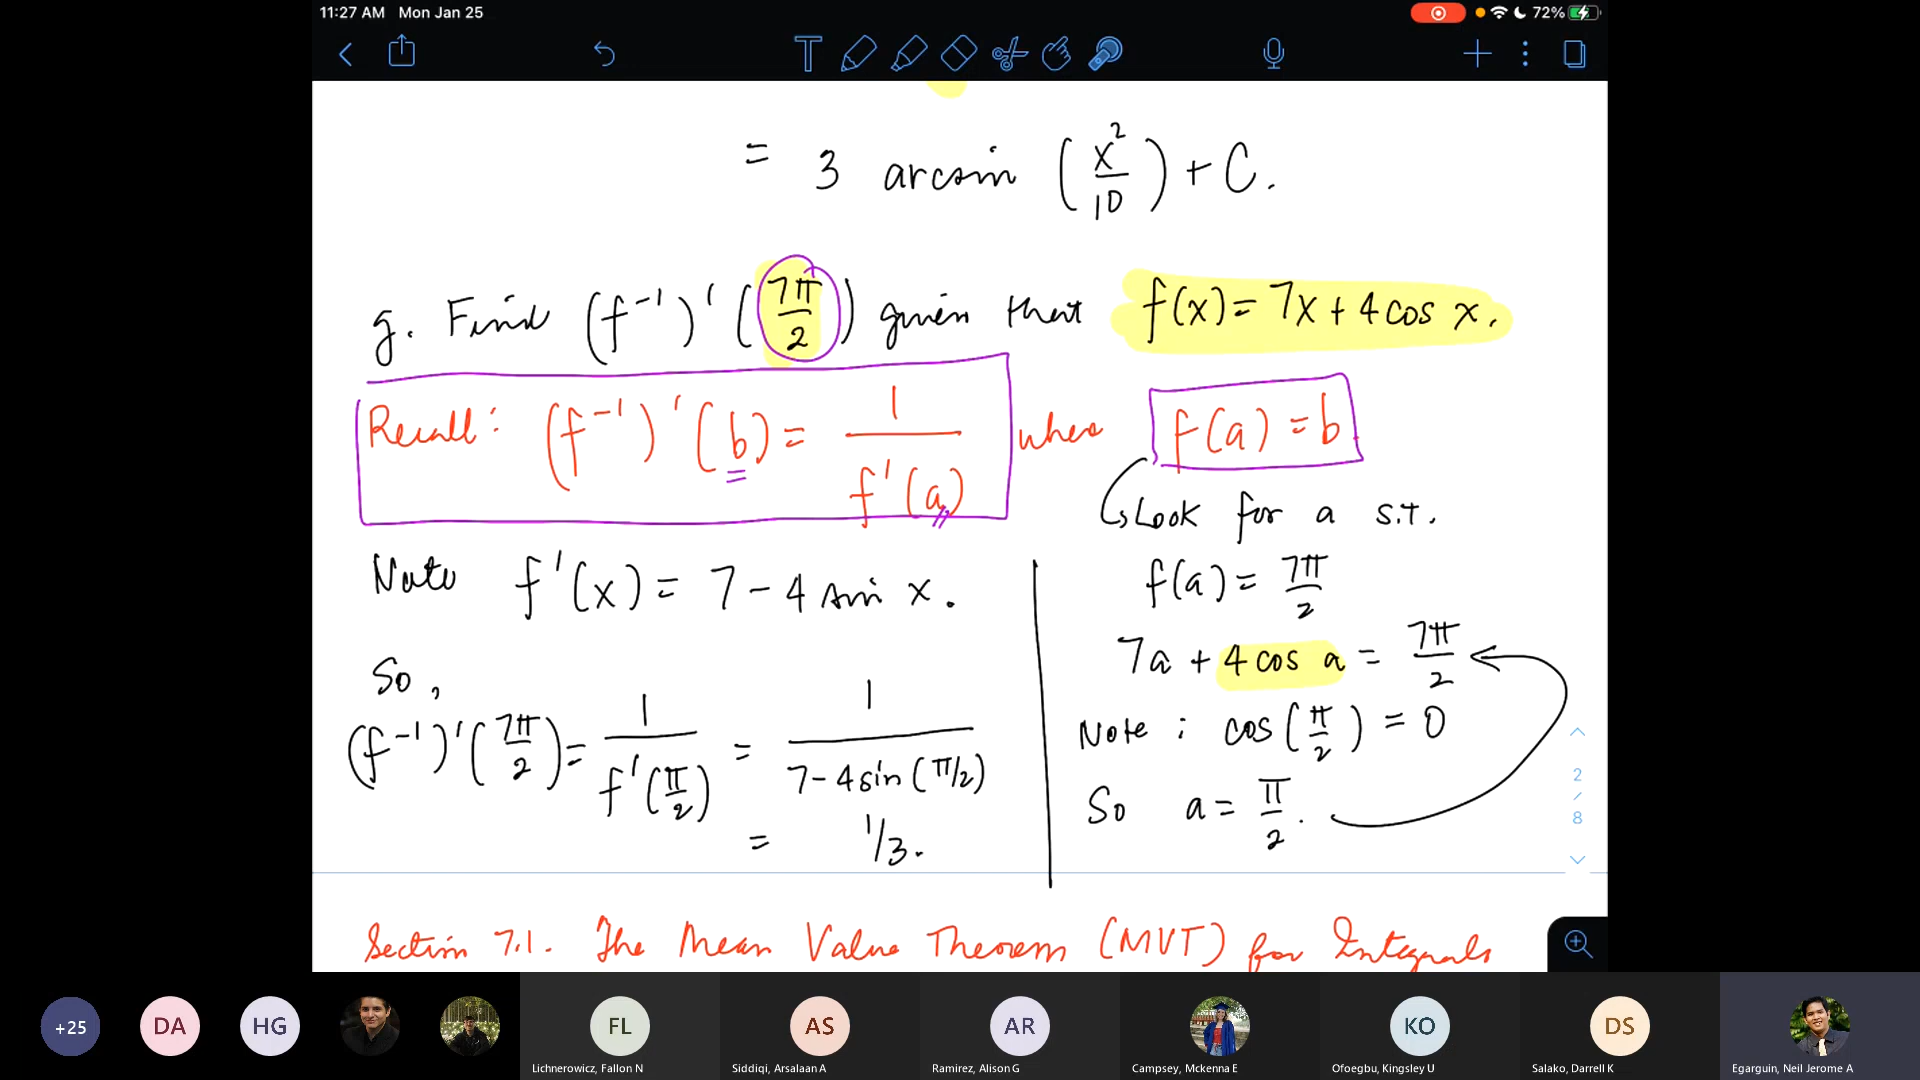 11:27 AM Mon Jan 25 72%
= 3 arcsin (x²/10) + C.
g. Find (f⁻¹)'(7π/2) given that f(x) = 7x + 4 cos x.
Recall: (f⁻¹)'(b) = 1/f'(a) where f(a) = b
↳ Look for a s.t.
f(a) = 7π/2
7a + 4 cos a = 7π/2
Note : cos(π/2) = 0
So a = π/2.
Note f'(x) = 7 - 4 sin x.
So,
(f⁻¹)'(7π/2) = 1/f'(π/2) = 1/(7 - 4 sin(π/2))
= 1/3.
2 / 8
Section 7.1. The Mean Value Theorem (MVT) for Integrals
+25 DA HG FL AS AR KO DS
Lichnerowicz, Fallon N Siddiqi, Arsalaan A Ramirez, Alison G Campsey, Mckenna E Ofoegbu, Kingsley U Salako, Darrell K Egarguin, Neil Jerome A